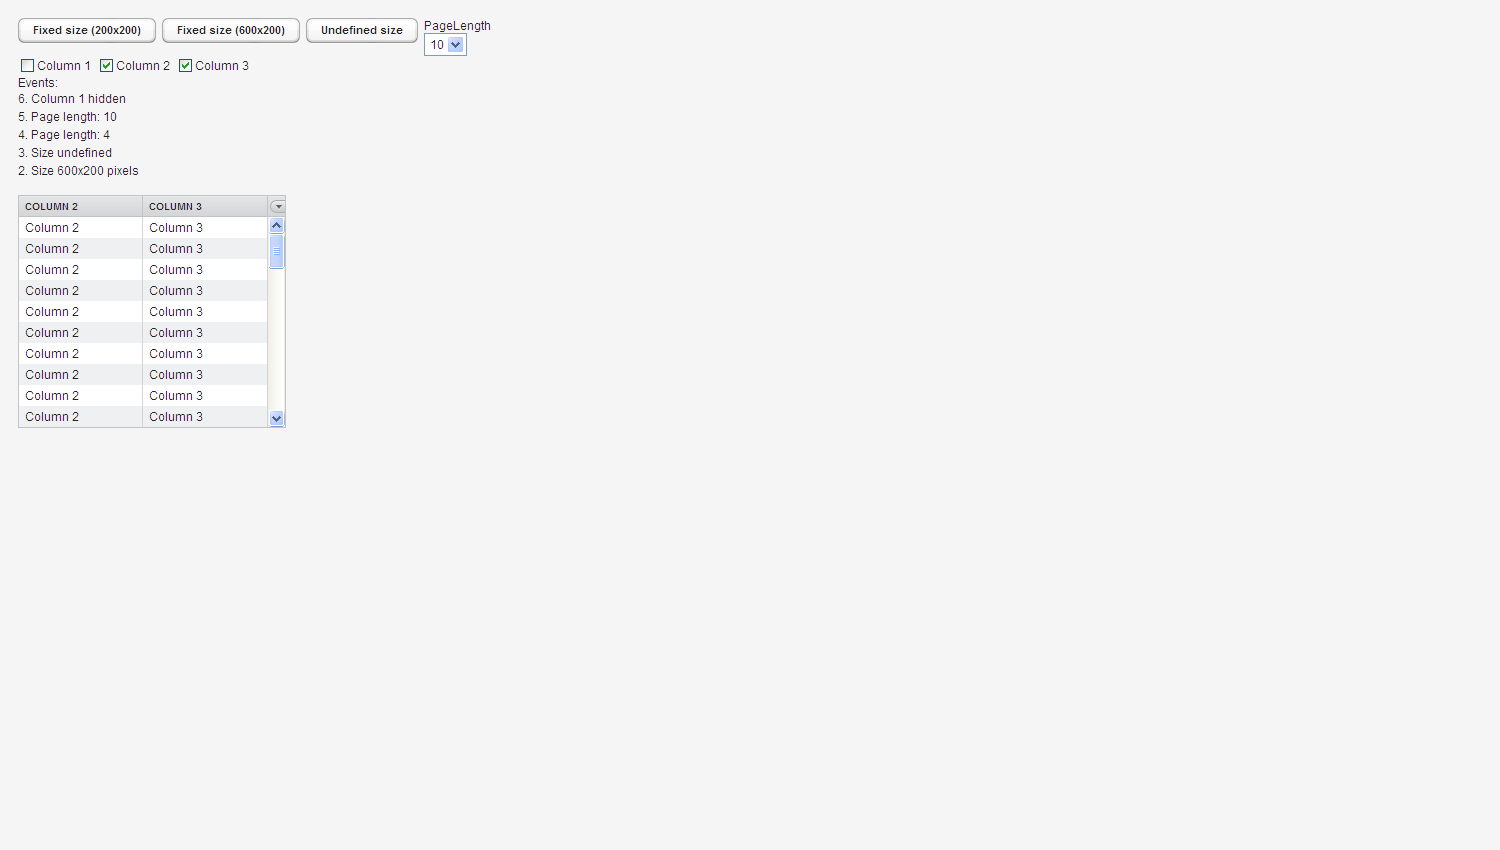 Fixed size (200x200) Fixed size (600x200) Undefined size PageLength
10
Column 1 Column 2 Column 3
Events:
6. Column 1 hidden
5. Page length: 10
4. Page length: 4
3. Size undefined
2. Size 600x200 pixels
COLUMN 2 COLUMN 3
Column 2 Column 3
Column 2 Column 3
Column 2 Column 3
Column 2 Column 3
Column 2 Column 3
Column 2 Column 3
Column 2 Column 3
Column 2 Column 3
Column 2 Column 3
Column 2 Column 3